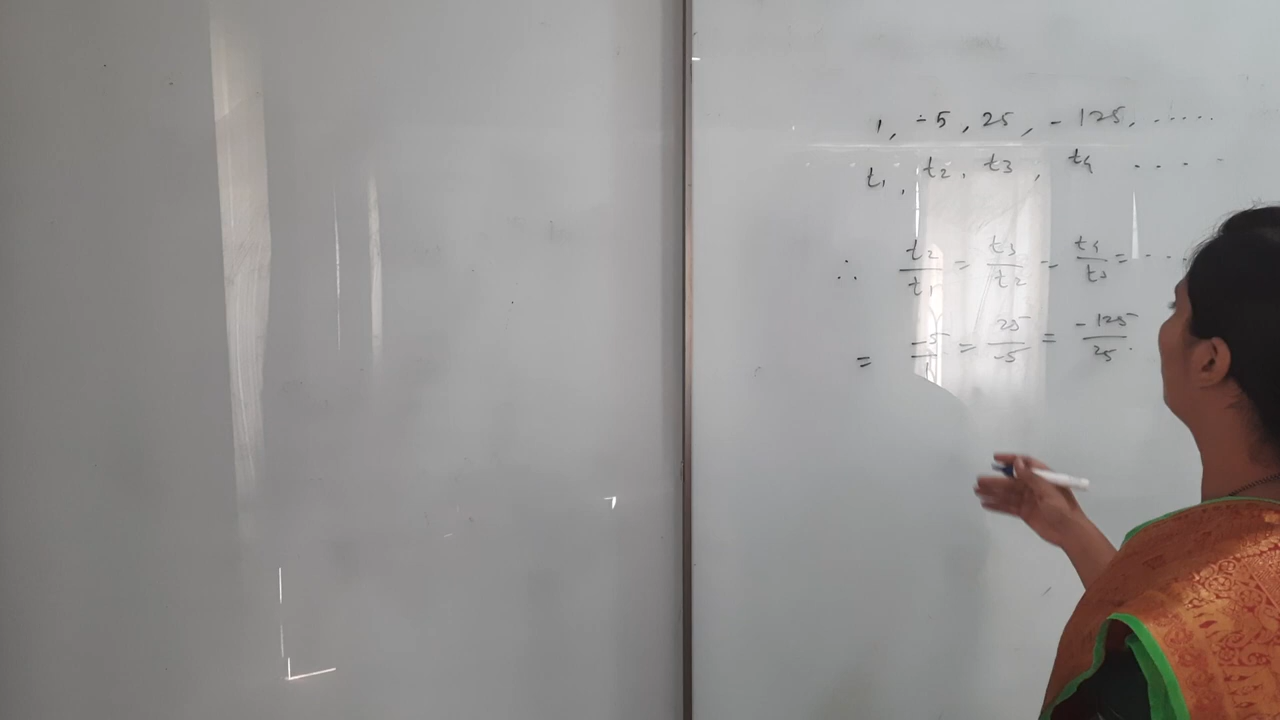 1, -5, 25, -125, .....
t₁, t₂, t₃, t₄ ....
∴ t₂/t₁ = t₃/t₂ = t₄/t₃ = ...
= -5/1 = 25/-5 = -125/25.